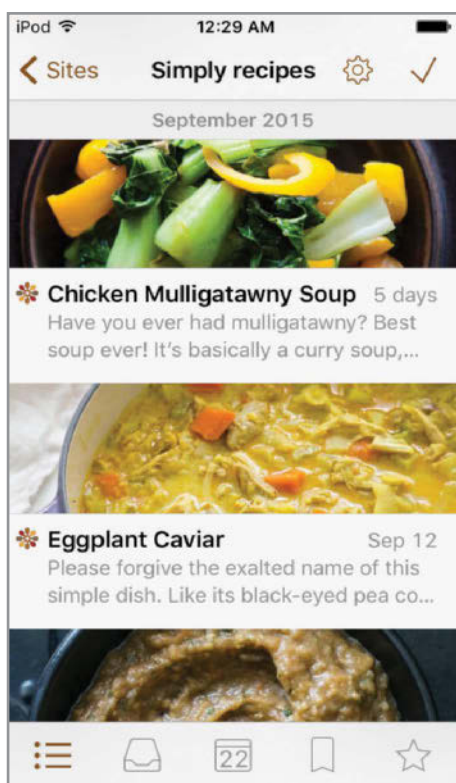 iPod 12:29 AM
Sites Simply recipes
September 2015
Chicken Mulligatawny Soup 5 days
Have you ever had mulligatawny? Best
soup ever! It's basically a curry soup,...
Eggplant Caviar Sep 12
Please forgive the exalted name of this
simple dish. Like its black-eyed pea co...
22